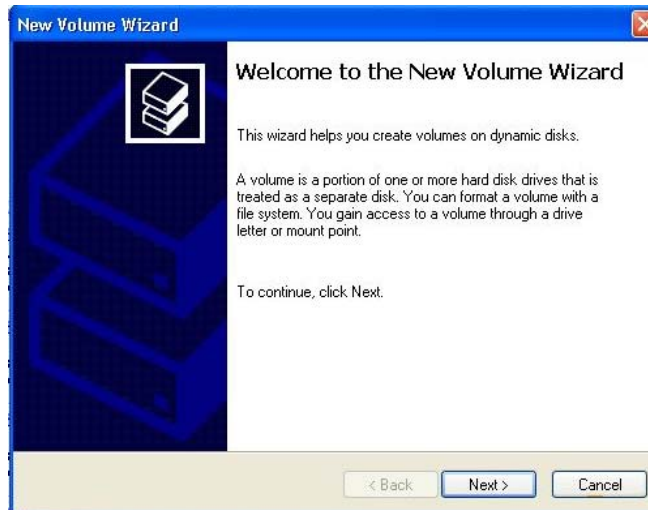 New Volume Wizard
Welcome to the New Volume Wizard
This wizard helps you create volumes on dynamic disks.
A volume is a portion of one or more hard disk drives that is
treated as a separate disk. You can format a volume with a
file system. You gain access to a volume through a drive
letter or mount point.
To continue, click Next.
< Back Next > Cancel